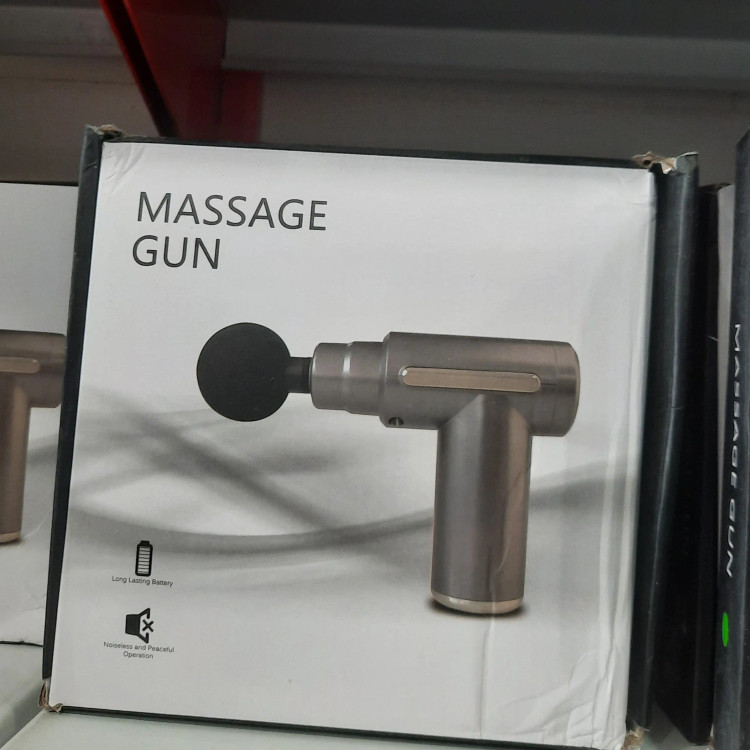 MASSAGE
GUN
Long Lasting Battery
Noiseless and Peaceful
Operation
MASSAGE GUN